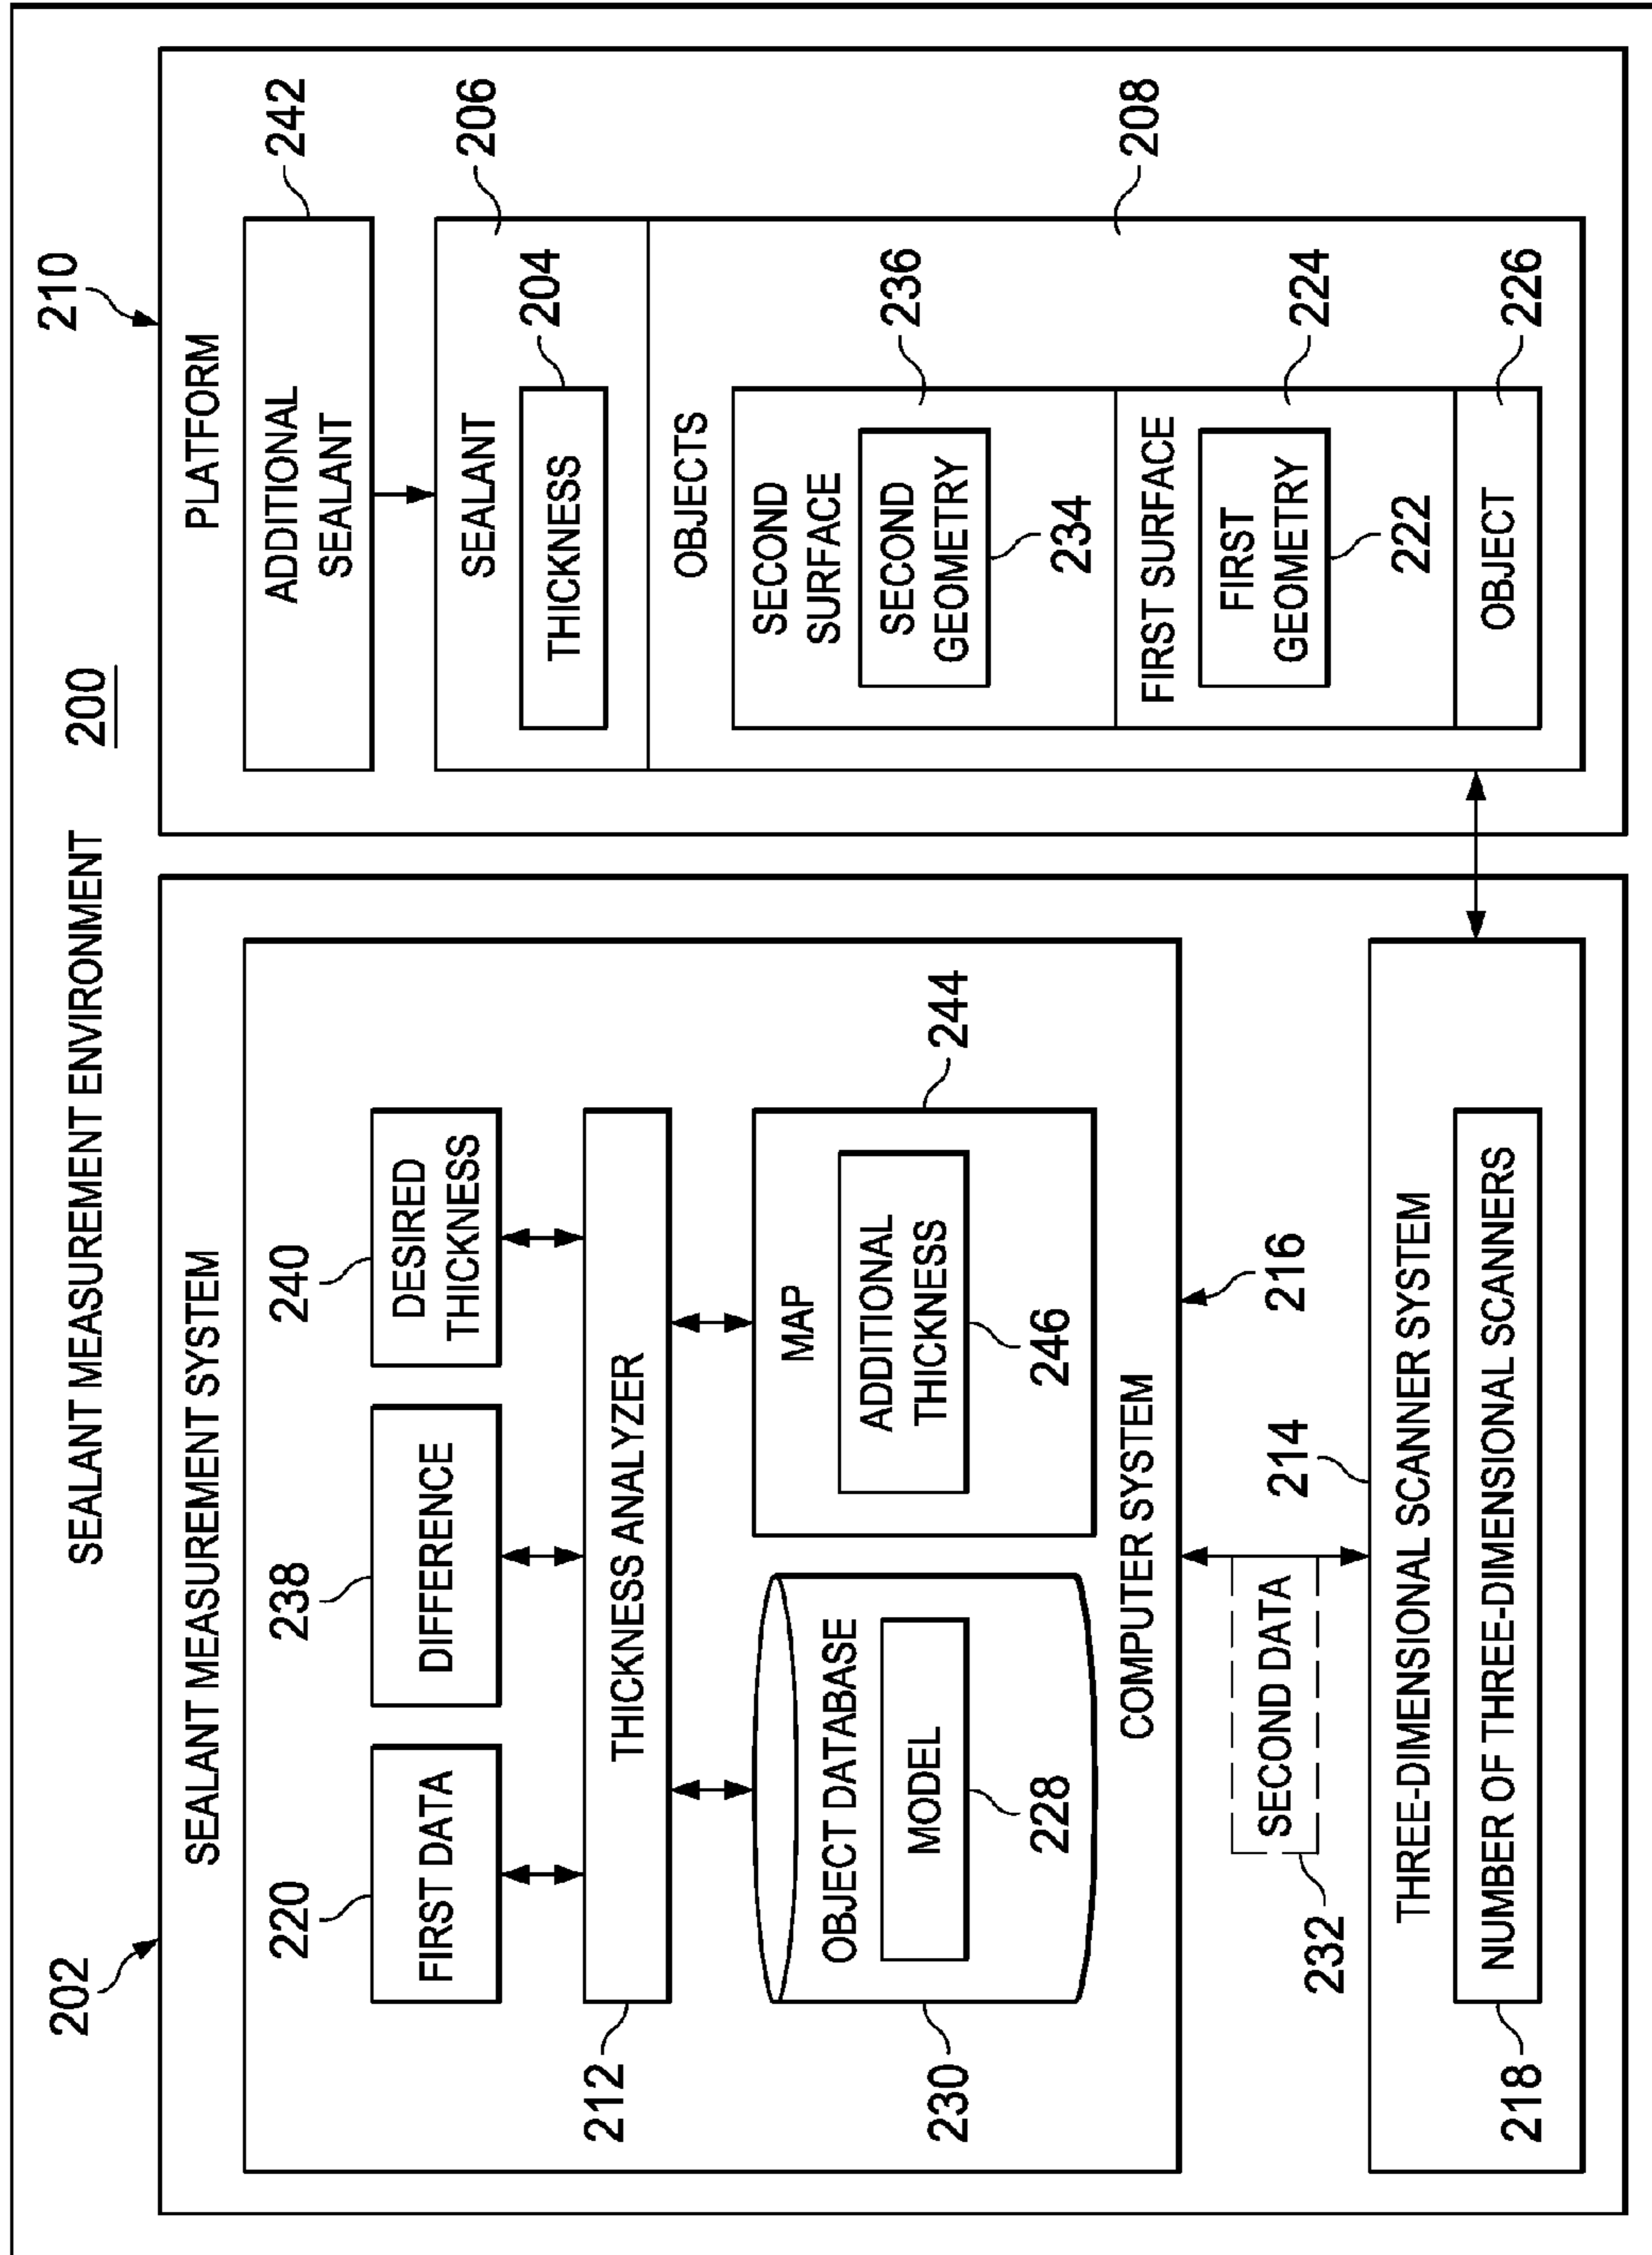 SEALANT MEASUREMENT ENVIRONMENT
200
202
SEALANT MEASUREMENT SYSTEM
220
238
240
FIRST DATA
DIFFERENCE
DESIRED
THICKNESS
212
THICKNESS ANALYZER
230
OBJECT DATABASE
MODEL
228
MAP
ADDITIONAL
THICKNESS
246
244
COMPUTER SYSTEM
216
232
SECOND DATA
214
THREE-DIMENSIONAL SCANNER SYSTEM
NUMBER OF THREE-DIMENSIONAL SCANNERS
218
210
PLATFORM
ADDITIONAL
SEALANT
242
SEALANT
206
THICKNESS
204
OBJECTS
208
SECOND
SURFACE
236
SECOND
GEOMETRY
234
FIRST SURFACE
224
FIRST
GEOMETRY
222
OBJECT
226